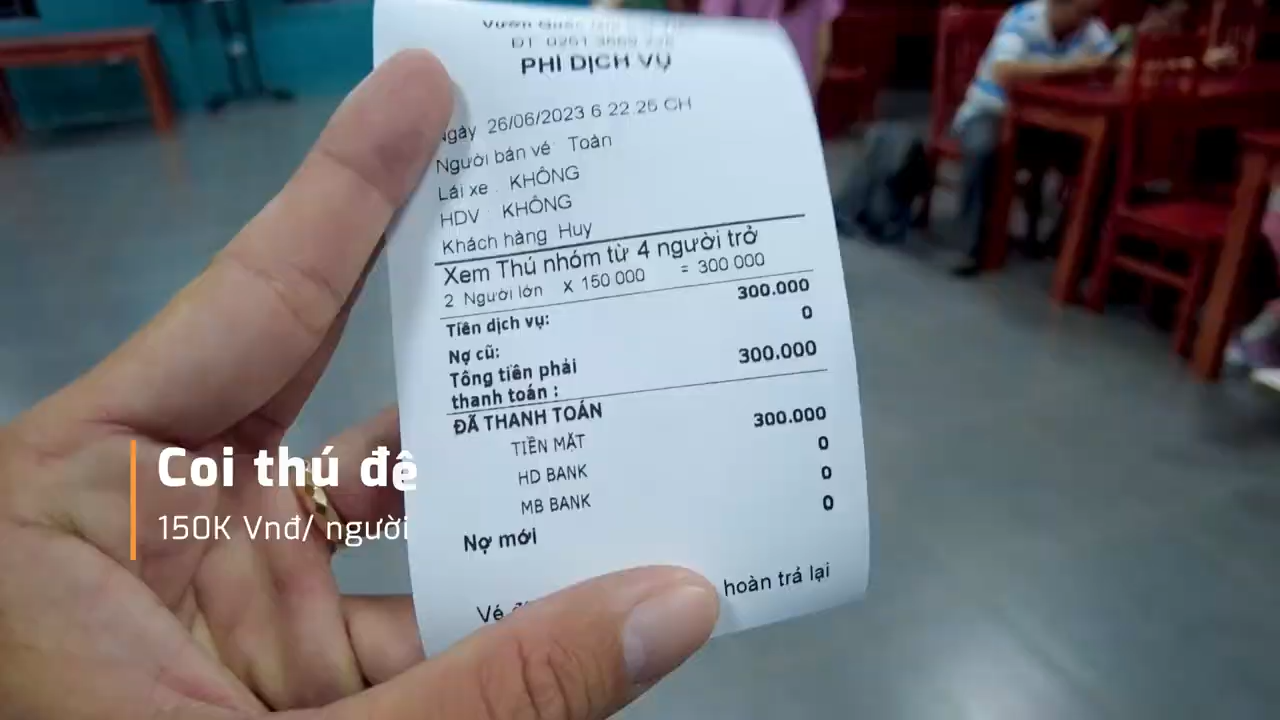 PHÍ DỊCH VỤ
Ngày 26/06/2023 6 22 25 CH
Người bán vé Toàn
Lái xe KHÔNG
HDV KHÔNG
Khách hàng Huy
Xem Thú nhóm từ 4 người trở
2 Người lớn X 150 000 = 300 000
Tiền dịch vụ: 300.000
Nợ cũ: 0
Tổng tiền phải
thanh toán : 300.000
ĐÃ THANH TOÁN
TIỀN MẶT 300.000
HD BANK 0
MB BANK 0
Nợ mới 0
Vé hoàn trả lại
Coi thú đê
150K Vnđ/ người